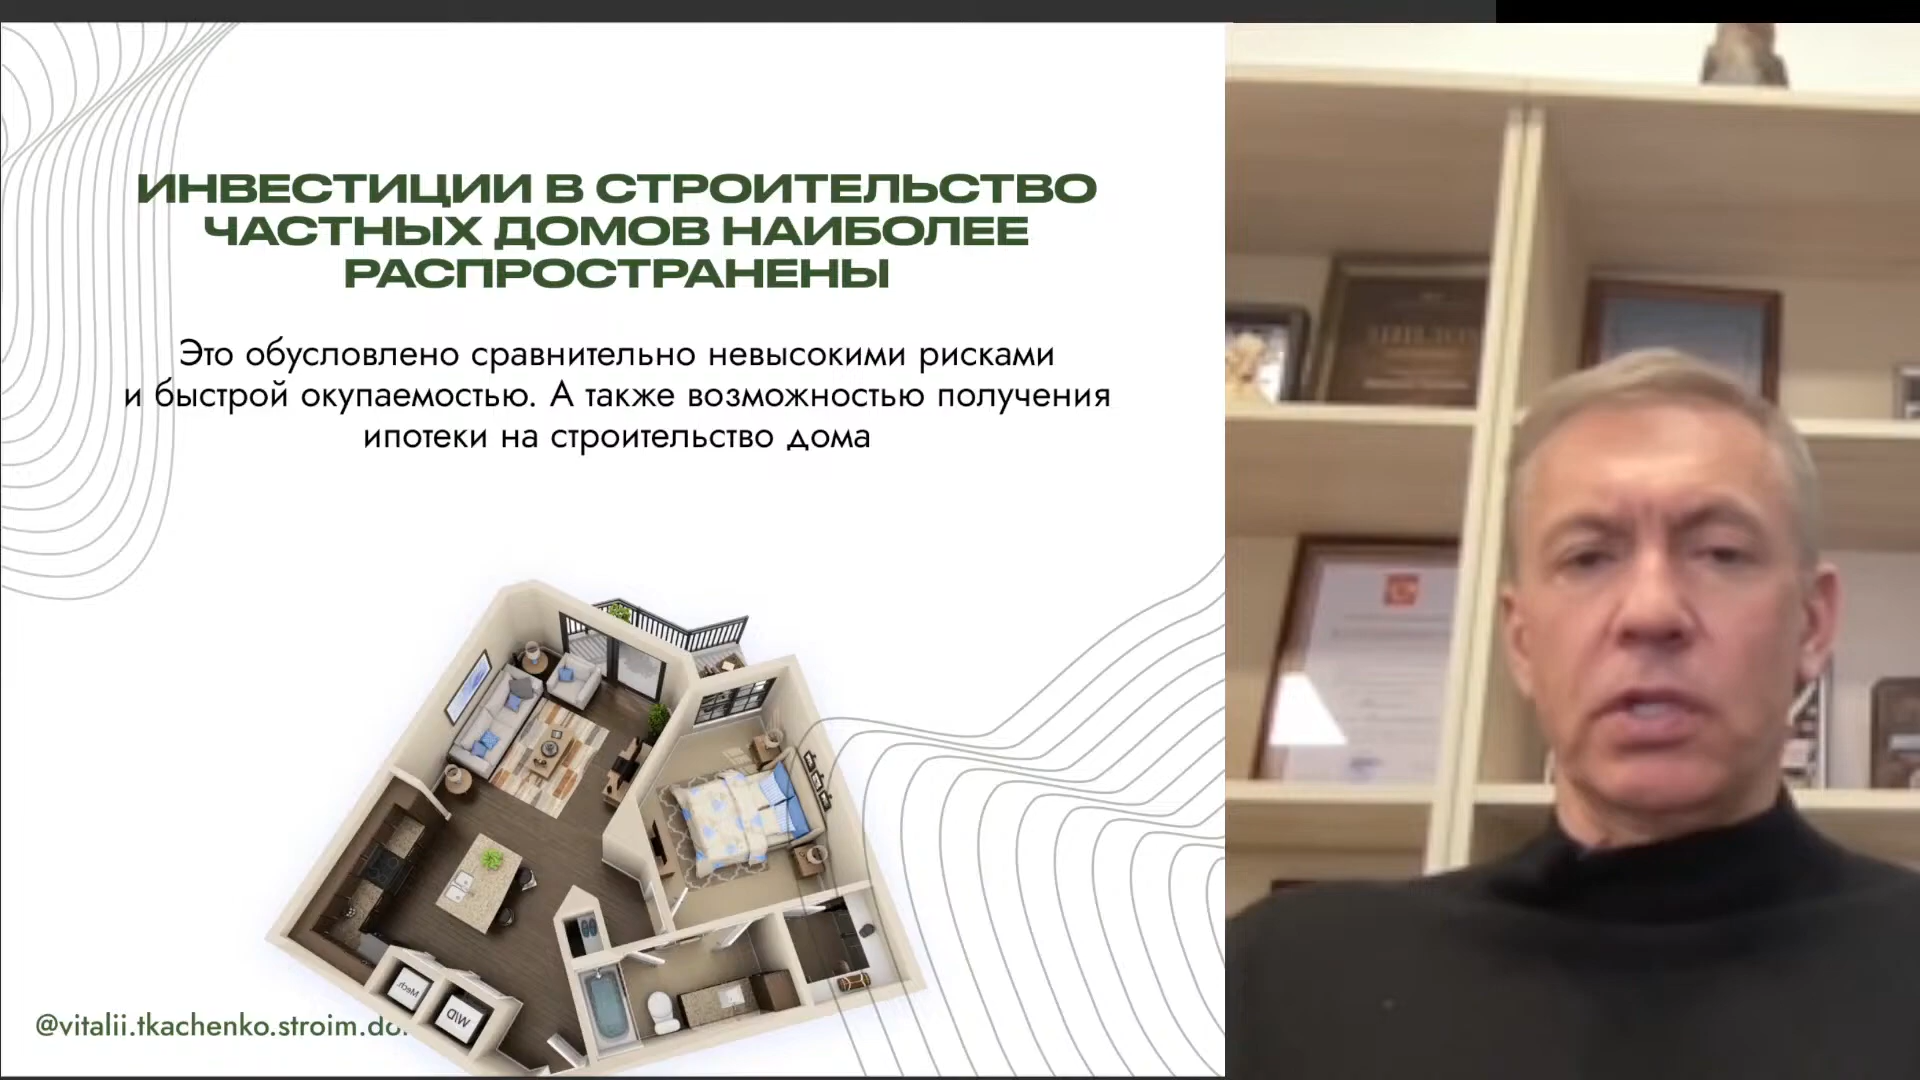 ИНВЕСТИЦИИ В СТРОИТЕЛЬСТВО
ЧАСТНЫХ ДОМОВ НАИБОЛЕЕ
РАСПРОСТРАНЕНЫ
Это обусловлено сравнительно невысокими рисками
и быстрой окупаемостью. А также возможностью получения
ипотеки на строительство дома
@vitalii.tkachenko.stroim.do